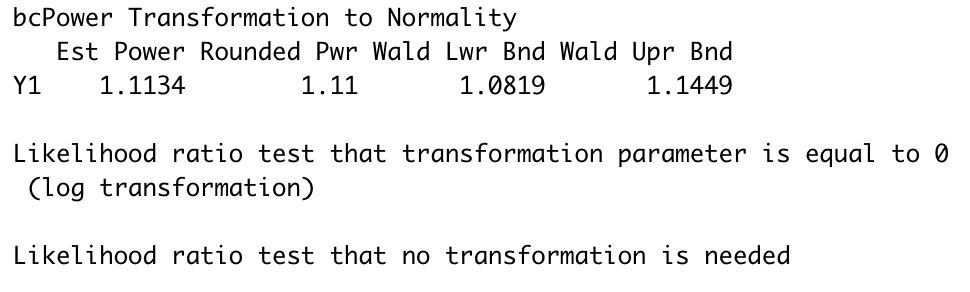 bcPower Transformation to Normality
   Est Power Rounded Pwr Wald Lwr Bnd Wald Upr Bnd
Y1    1.1134        1.11       1.0819       1.1449
Likelihood ratio test that transformation parameter is equal to 0
 (log transformation)
Likelihood ratio test that no transformation is needed